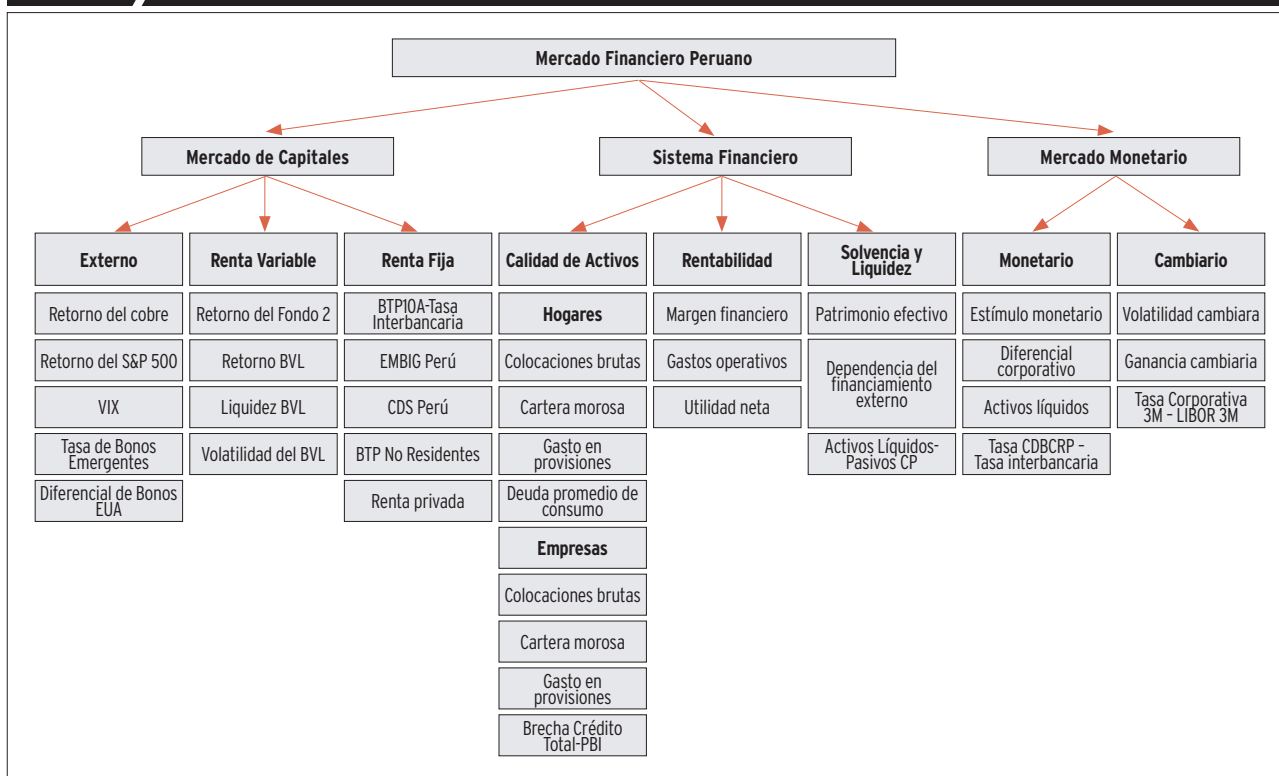 Mercado Financiero Peruano
Mercado de Capitales
Sistema Financiero
Mercado Monetario
Externo
Retorno del cobre
Retorno del S&P 500
VIX
Tasa de Bonos
Emergentes
Diferencial de Bonos
EUA
Renta Variable
Retorno del Fondo 2
Retorno BVL
Liquidez BVL
Volatilidad del BVL
Renta Fija
BTP10A-Tasa
Interbancaria
EMBIG Perú
CDS Perú
BTP No Residentes
Renta privada
Calidad de Activos
Hogares
Colocaciones brutas
Cartera morosa
Gasto en
provisiones
Deuda promedio de
consumo
Empresas
Colocaciones brutas
Cartera morosa
Gasto en
provisiones
Brecha Crédito
Total-PBI
Rentabilidad
Margen financiero
Gastos operativos
Utilidad neta
Solvencia y
Liquidez
Patrimonio efectivo
Dependencia del
financiamiento
externo
Activos Líquidos-
Pasivos CP
Monetario
Estímulo monetario
Diferencial
corporativo
Activos líquidos
Tasa CDBCRP –
Tasa interbancaria
Cambiario
Volatilidad cambiara
Ganancia cambiaria
Tasa Corporativa
3M – LIBOR 3M